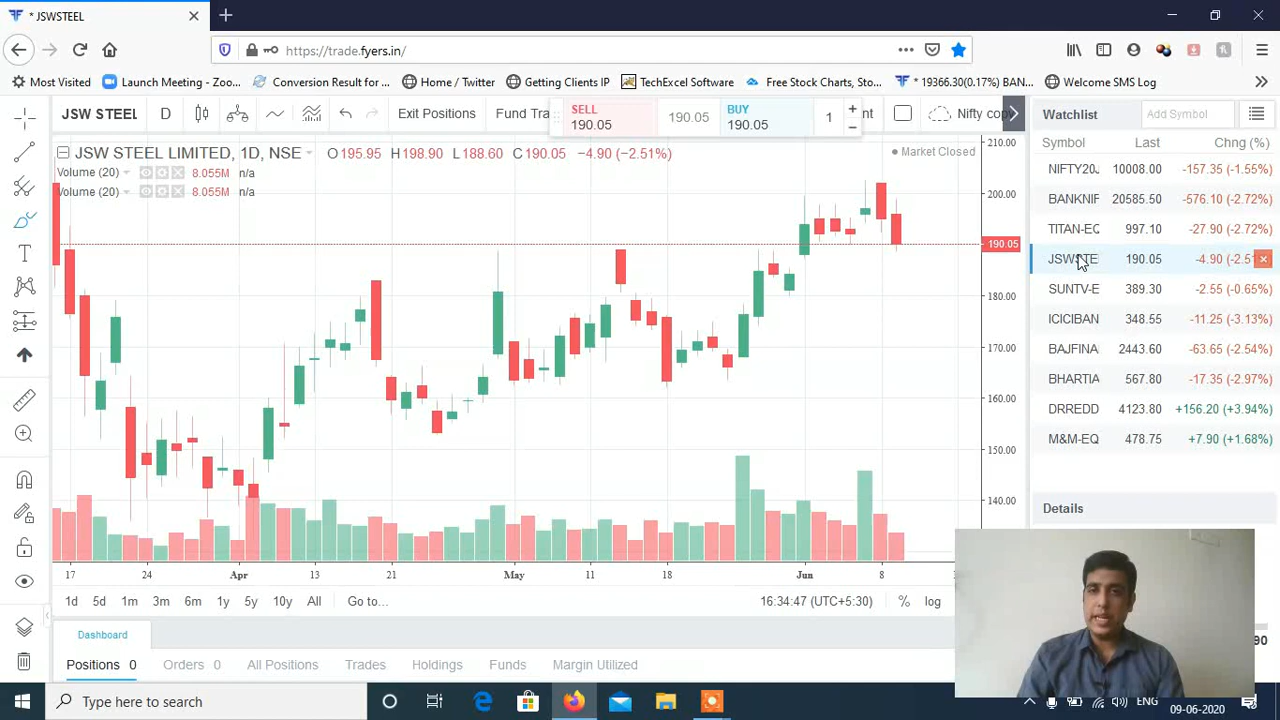 * JSWSTEEL
https://trade.fyers.in/
Most Visited
Launch Meeting - Zoo...
Conversion Result for ...
Home / Twitter
Getting Clients IP
TechExcel Software
Free Stock Charts, Sto...
* 19366.30(0.17%) BAN...
Welcome SMS Log
JSW STEEL
D
Exit Positions
Fund Tra
SELL
190.05
190.05
BUY
190.05
1
nt
Nifty cop
Watchlist
Add Symbol
JSW STEEL LIMITED, 1D, NSE
O195.95 H198.90 L188.60 C190.05 −4.90 (−2.51%)
Market Closed
Volume (20)
8.055M n/a
Volume (20)
8.055M n/a
Symbol Last Chng (%)
NIFTY20J 10008.00 -157.35 (-1.55%)
BANKNIF 20585.50 -576.10 (-2.72%)
TITAN-EQ 997.10 -27.90 (-2.72%)
JSWSTE 190.05 -4.90 (-2.51
SUNTV-E 389.30 -2.55 (-0.65%)
ICICIBAN 348.55 -11.25 (-3.13%)
BAJFINA 2443.60 -63.65 (-2.54%)
BHARTIA 567.80 -17.35 (-2.97%)
DRREDD 4123.80 +156.20 (+3.94%)
M&M-EQ 478.75 +7.90 (+1.68%)
Details
210.00
200.00
190.05
180.00
170.00
160.00
150.00
140.00
17 24 Apr 13 21 May 11 18 Jun 8
1d 5d 1m 3m 6m 1y 5y 10y All Go to...
16:34:47 (UTC+5:30) % log
90
Dashboard
Positions 0 Orders 0 All Positions Trades Holdings Funds Margin Utilized
Type here to search
ENG
09-06-2020